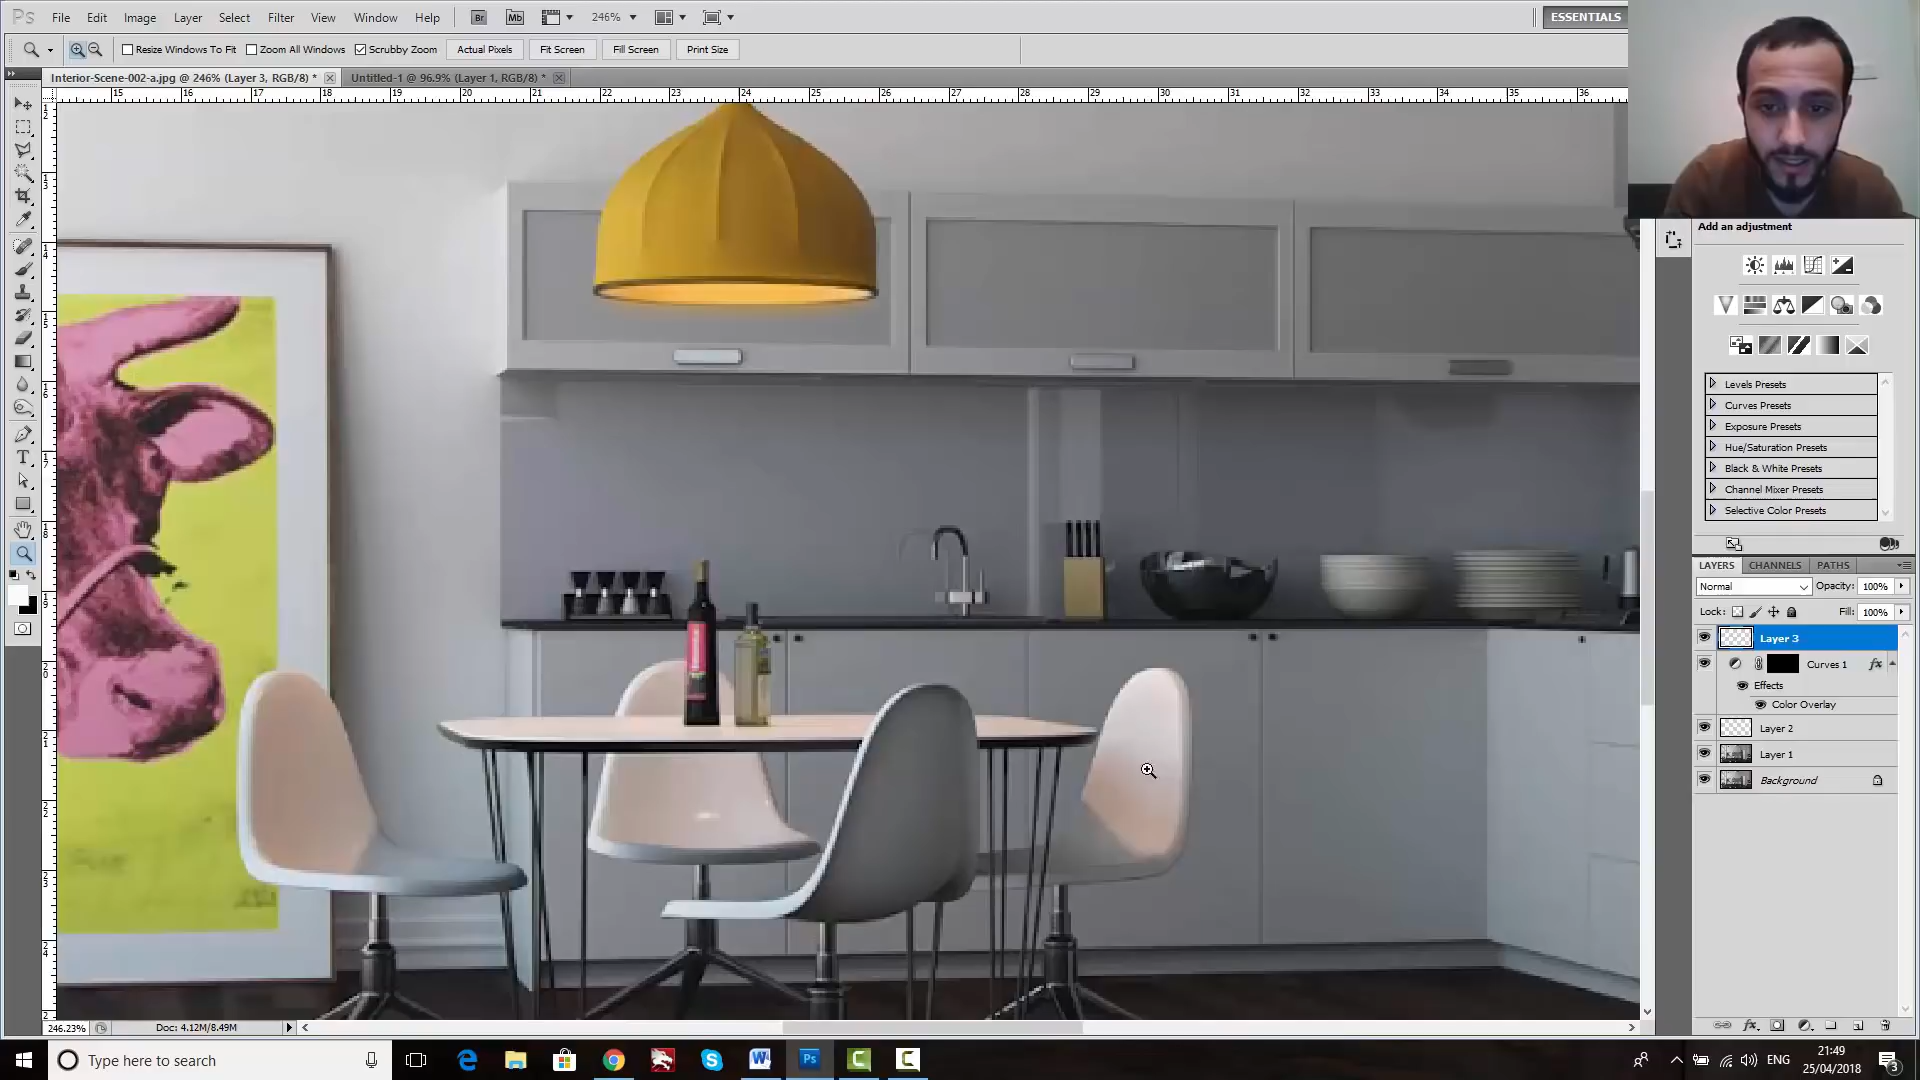 Ps File Edit Image Layer Select Filter View Window Help Br Mb 246% ESSENTIALS
Resize Windows To Fit Zoom All Windows Scrubby Zoom Actual Pixels Fit Screen Fill Screen Print Size
Interior-Scene-002-a.jpg @ 246% (Layer 3, RGB/8) * Untitled-1 @ 96.9% (Layer 1, RGB/8) *
15 16 17 18 19 20 21 22 23 24 25 26 27 28 29 30 31 32 33 34 35 36
Add an adjustment
Levels Presets
Curves Presets
Exposure Presets
Hue/Saturation Presets
Black & White Presets
Channel Mixer Presets
Selective Color Presets
LAYERS CHANNELS PATHS
Normal Opacity: 100%
Lock: Fill: 100%
Layer 3
Curves 1 fx
Effects
Color Overlay
Layer 2
Layer 1
Background
246.23% Doc: 4.12M/8.49M
Type here to search
ENG
21:49
25/04/2018
3